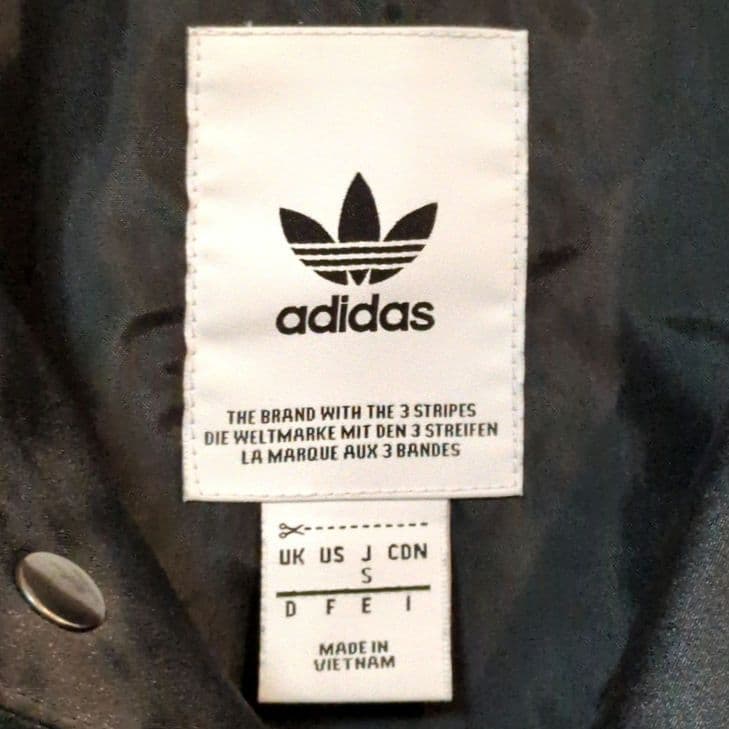 adidas
THE BRAND WITH THE 3 STRIPES
DIE WELTMARKE MIT DEN 3 STREIFEN
LA MARQUE AUX 3 BANDES
UK US J CDN
S
D F E I
MADE IN
VIETNAM